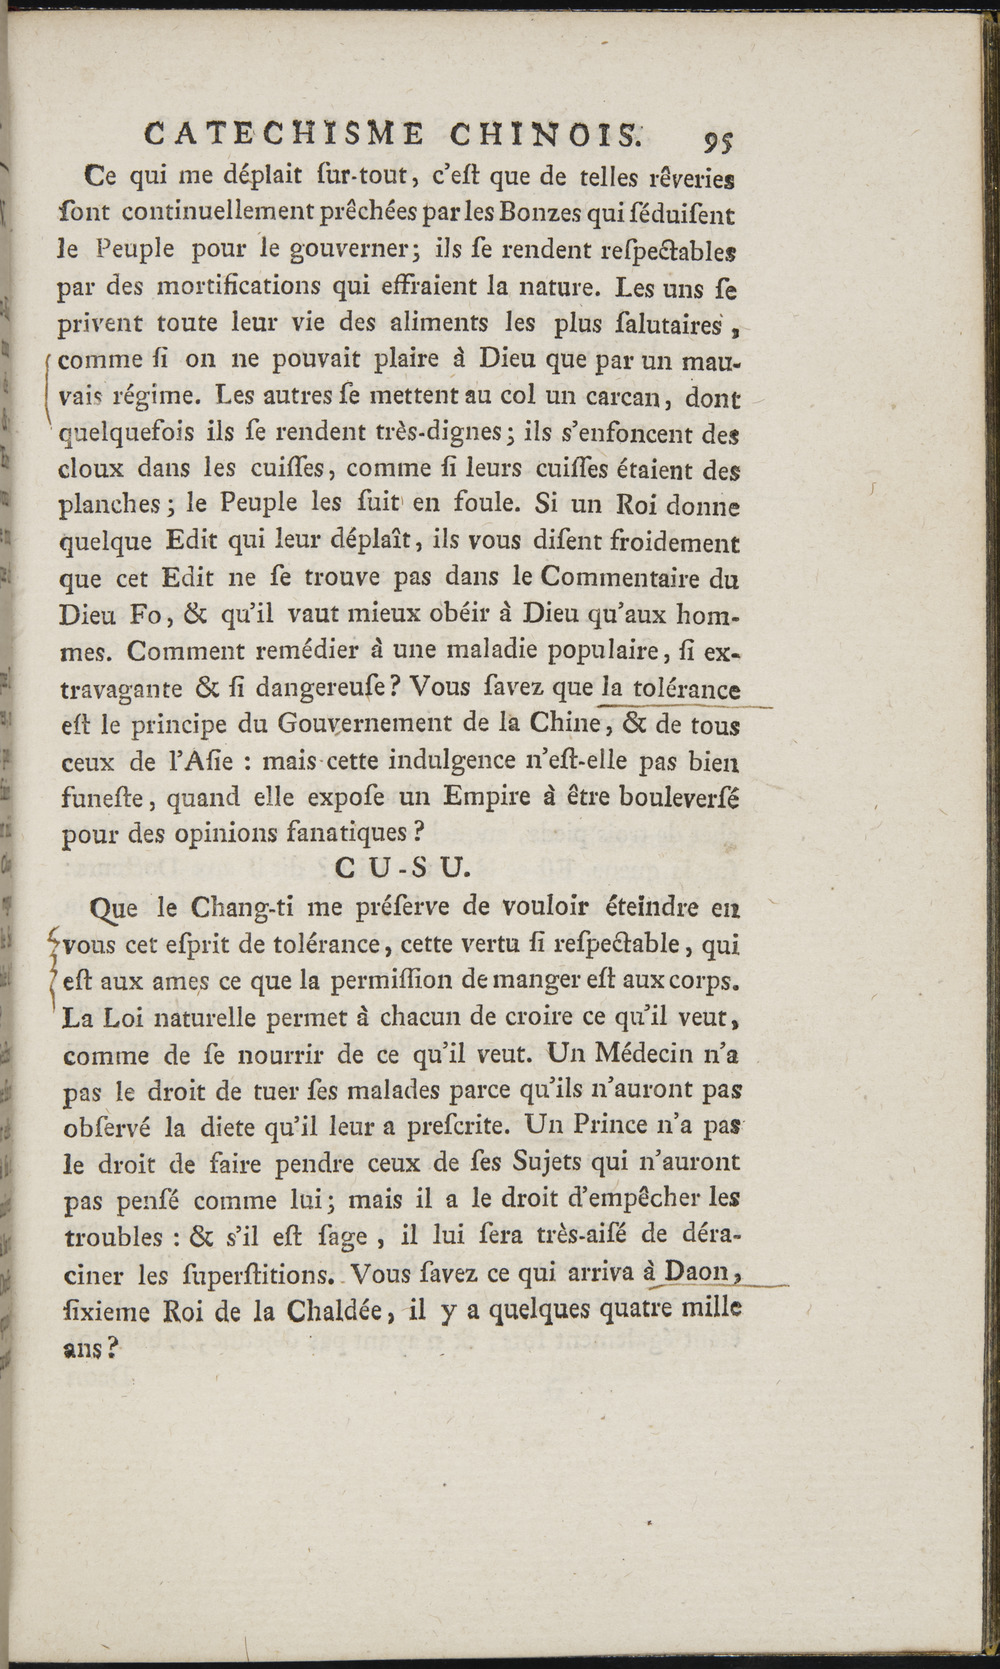 CATECHISME CHINOIS. 95
Ce qui me déplait ſur-tout, c’eſt que de telles rêveries
ſont continuellement prêchées par les Bonzes qui ſéduiſent
le Peuple pour le gouverner; ils ſe rendent reſpectables
par des mortifications qui effraient la nature. Les uns ſe
privent toute leur vie des aliments les plus ſalutaires,
comme ſi on ne pouvait plaire à Dieu que par un mau-
vais régime. Les autres ſe mettent au col un carcan, dont
quelquefois ils ſe rendent très-dignes; ils s’enfoncent des
cloux dans les cuiſſes, comme ſi leurs cuiſſes étaient des
planches; le Peuple les ſuit en foule. Si un Roi donne
quelque Edit qui leur déplaît, ils vous diſent froidement
que cet Edit ne ſe trouve pas dans le Commentaire du
Dieu Fo, & qu’il vaut mieux obéir à Dieu qu’aux hom-
mes. Comment remédier à une maladie populaire, ſi ex-
travagante & ſi dangereuſe? Vous ſavez que la tolérance
eſt le principe du Gouvernement de la Chine, & de tous
ceux de l’Aſie : mais cette indulgence n’eſt-elle pas bien
funeſte, quand elle expoſe un Empire à être bouleverſé
pour des opinions fanatiques?
CU-SU.
Que le Chang-ti me préſerve de vouloir éteindre en
vous cet eſprit de tolérance, cette vertu ſi reſpectable, qui
eſt aux ames ce que la permiſſion de manger eſt aux corps.
La Loi naturelle permet à chacun de croire ce qu’il veut,
comme de ſe nourrir de ce qu’il veut. Un Médecin n’a
pas le droit de tuer ſes malades parce qu’ils n’auront pas
obſervé la diete qu’il leur a preſcrite. Un Prince n’a pas
le droit de faire pendre ceux de ſes Sujets qui n’auront
pas penſé comme lui; mais il a le droit d’empêcher les
troubles : & s’il eſt ſage, il lui ſera très-aiſé de déra-
ciner les ſuperſtitions. Vous ſavez ce qui arriva à Daon,
ſixieme Roi de la Chaldée, il y a quelques quatre mille
ans?